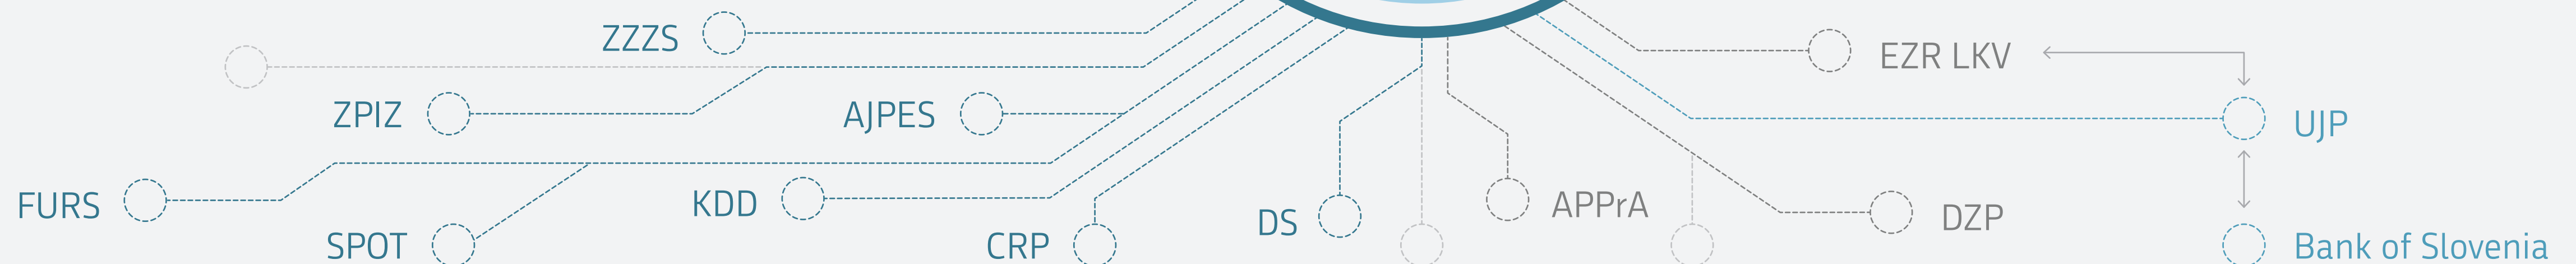 ZZZS
EZR LKV
ZPIZ
AJPES
UJP
FURS
KDD
APPrA
DS
DZP
SPOT
CRP
Bank of Slovenia